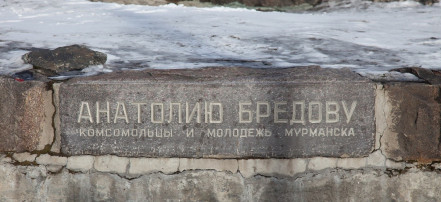 АНАТОЛИЮ БРЕДОВУ
КОМСОМОЛЬЦЫ И МОЛОДЕЖЬ МУРМАНСКА